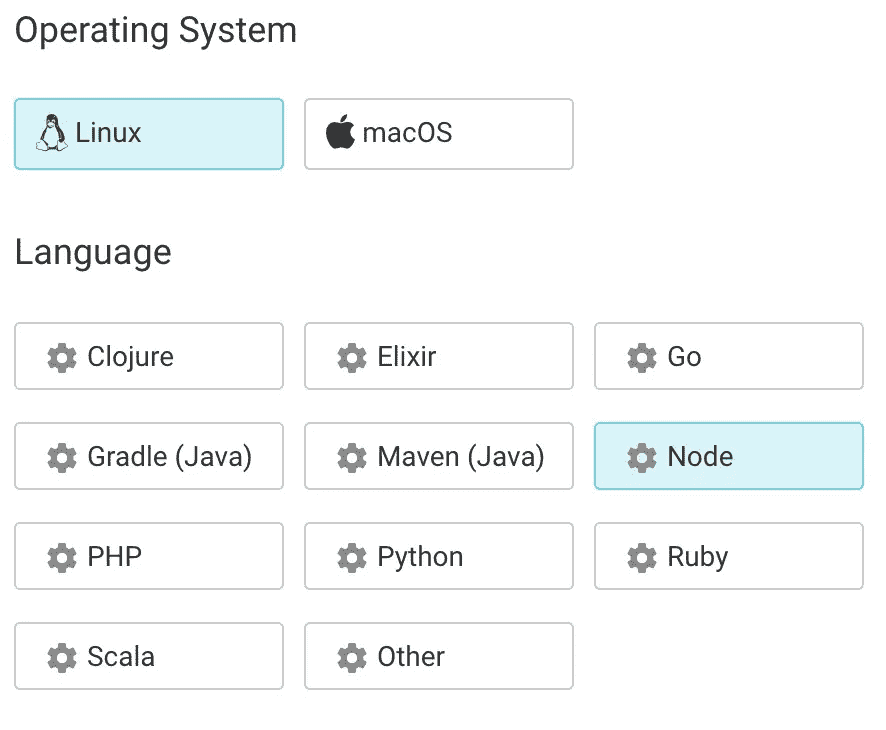 Operating System
Linux macOS
Language
Clojure Elixir Go
Gradle (Java) Maven (Java) Node
PHP Python Ruby
Scala Other